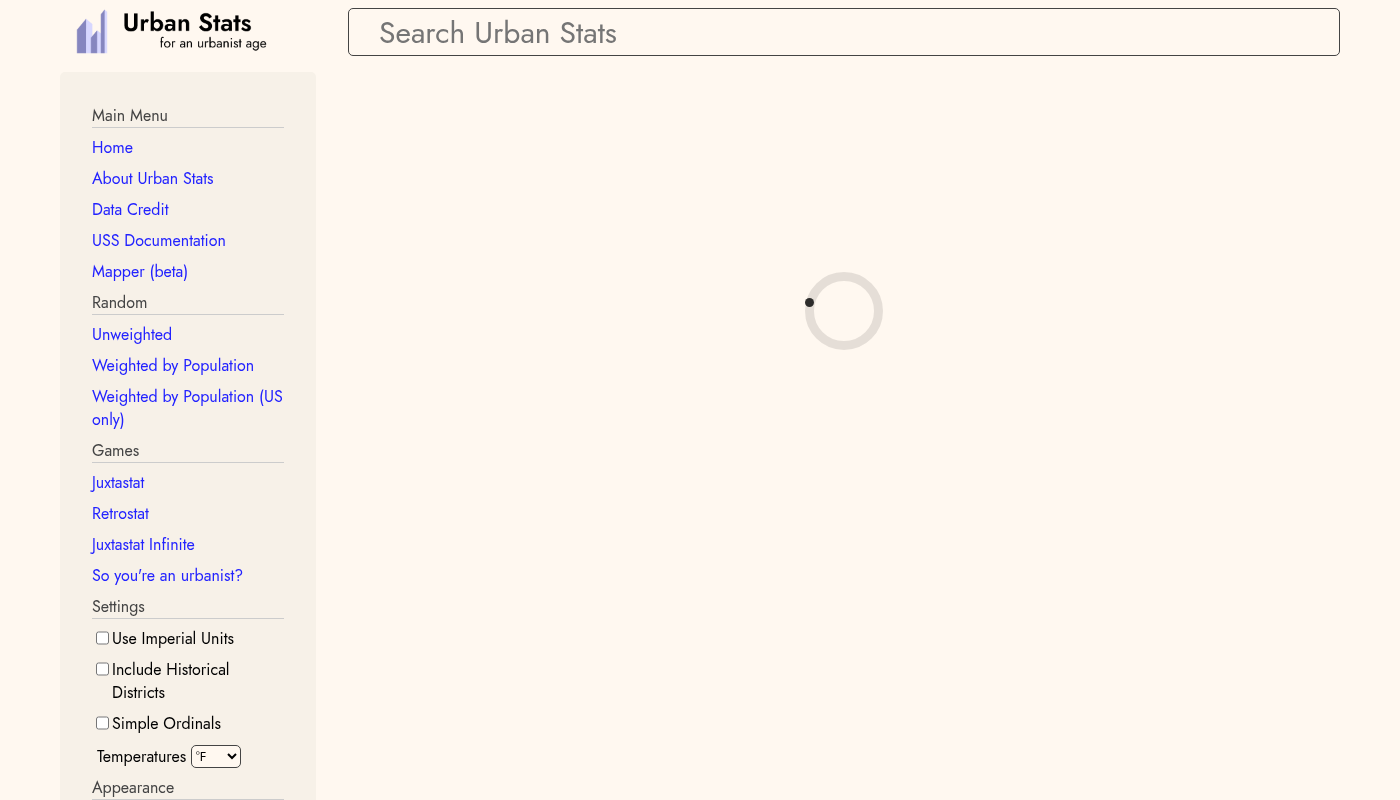 Urban Stats
for an urbanist age
Search Urban Stats
Main Menu
Home
About Urban Stats
Data Credit
USS Documentation
Mapper (beta)
Random
Unweighted
Weighted by Population
Weighted by Population (US
only)
Games
Juxtastat
Retrostat
Juxtastat Infinite
So you're an urbanist?
Settings
Use Imperial Units
Include Historical
Districts
Simple Ordinals
Temperatures °F
Appearance